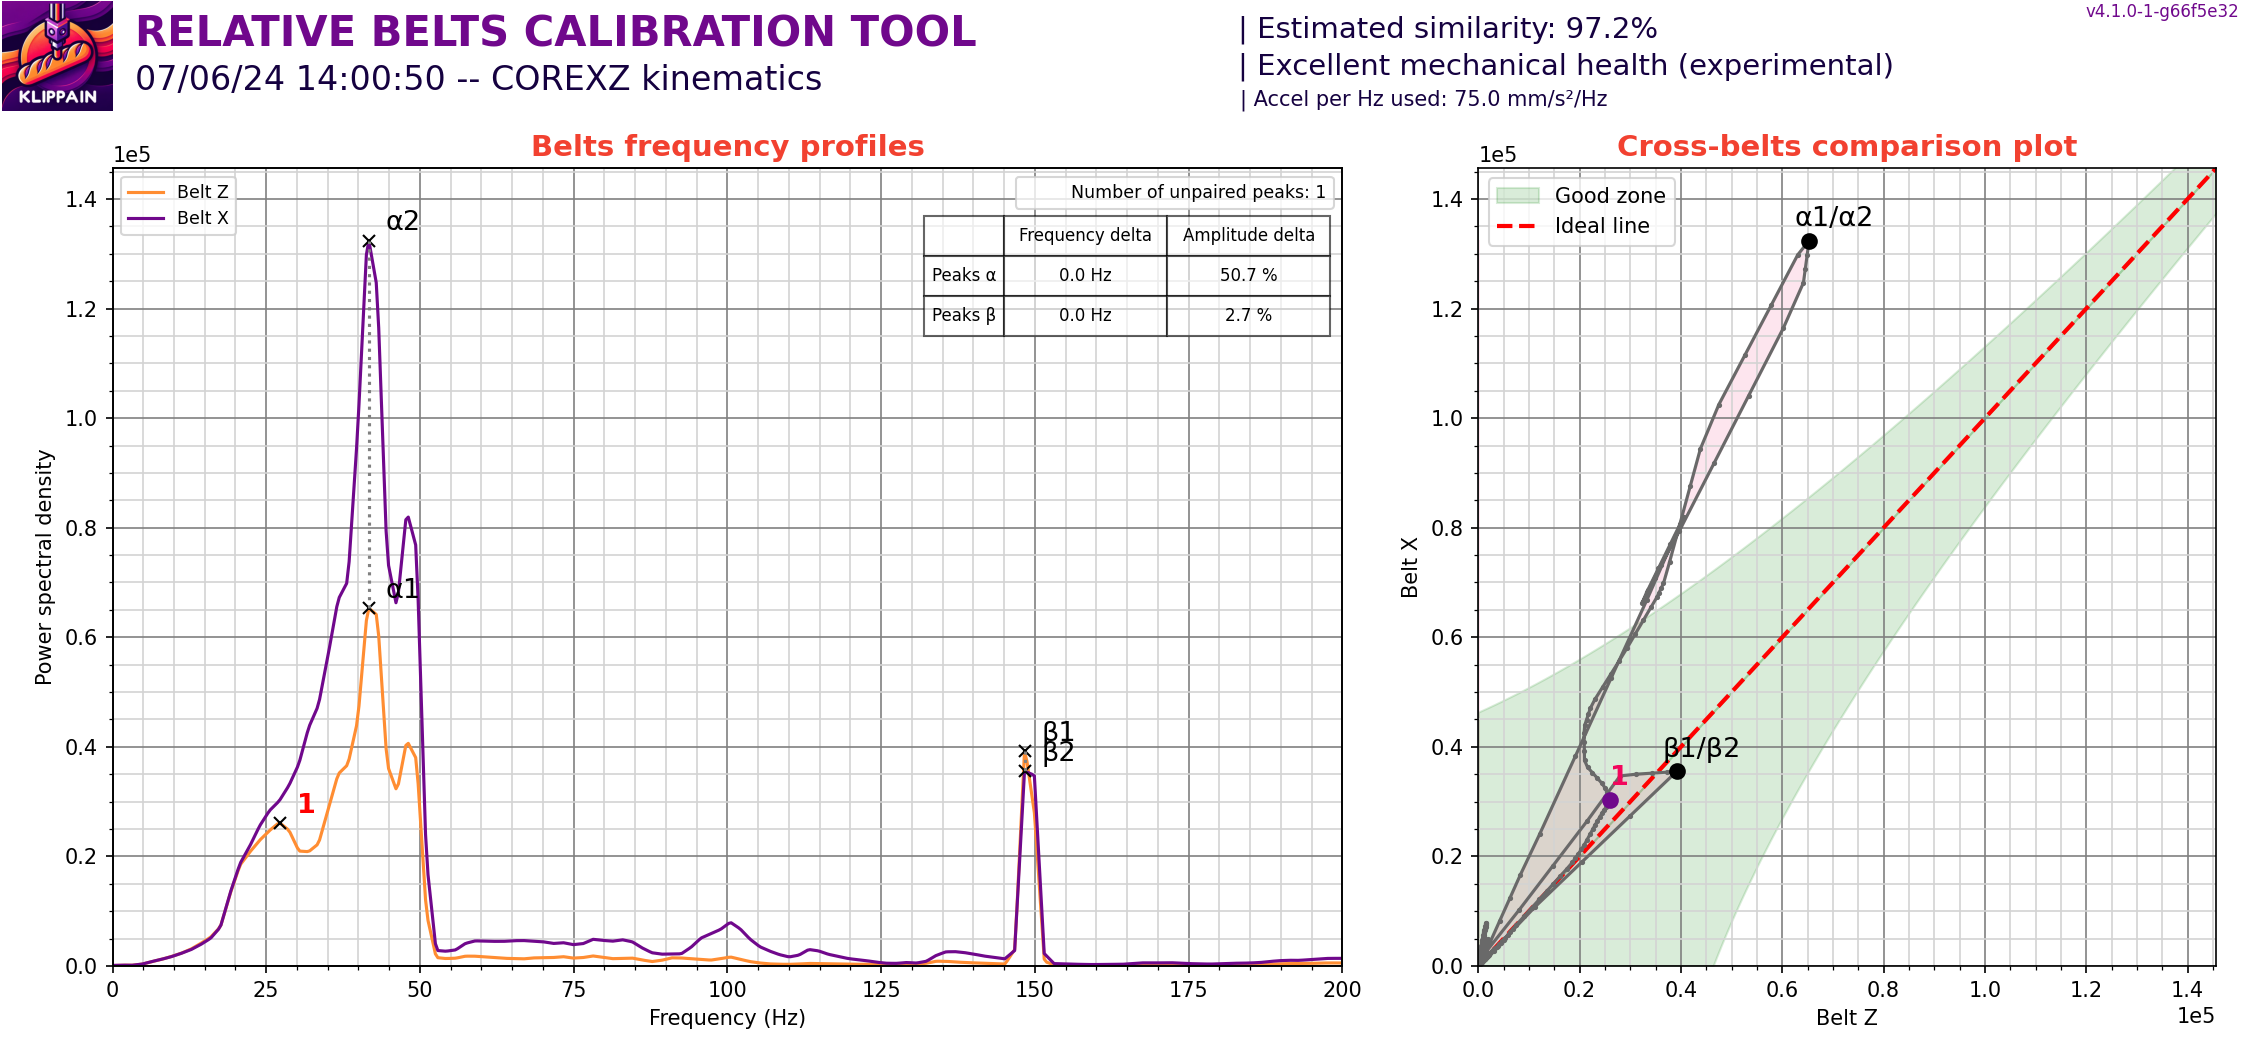 KLIPPAIN
RELATIVE BELTS CALIBRATION TOOL
07/06/24 14:00:50 -- COREXZ kinematics
| Estimated similarity: 97.2%
| Excellent mechanical health (experimental)
| Accel per Hz used: 75.0 mm/s²/Hz
v4.1.0-1-g66f5e32
Belts frequency profiles
1e5
Belt Z
Belt X
Number of unpaired peaks: 1
Frequency delta Amplitude delta
Peaks α 0.0 Hz 50.7 %
Peaks β 0.0 Hz 2.7 %
α2
α1
1
β1
β2
Power spectral density
1.4
1.2
1.0
0.8
0.6
0.4
0.2
0.0
0 25 50 75 100 125 150 175 200
Frequency (Hz)
Cross-belts comparison plot
1e5
Good zone
Ideal line
α1/α2
β1/β2
1
Belt X
1.4
1.2
1.0
0.8
0.6
0.4
0.2
0.0
0.0 0.2 0.4 0.6 0.8 1.0 1.2 1.4
Belt Z
1e5